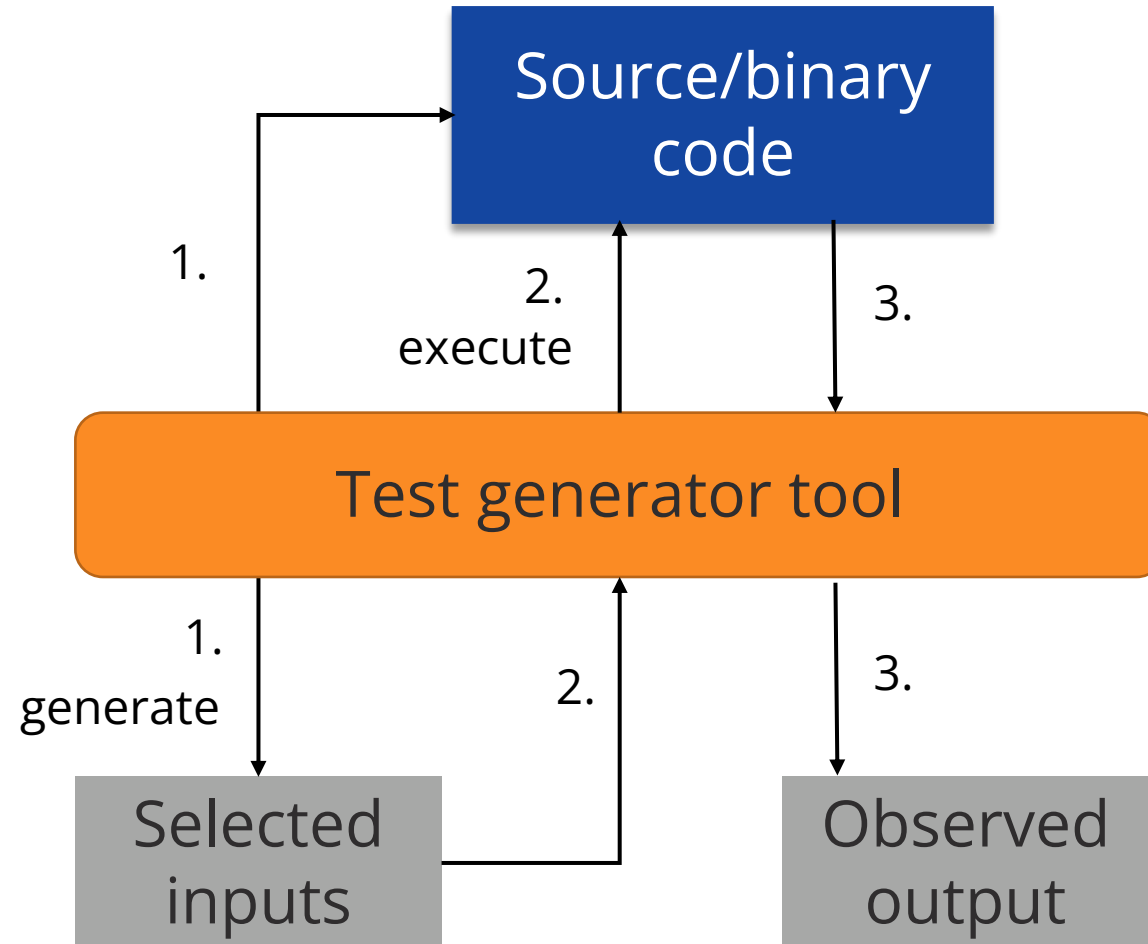 Source/binary
code
1.
2.
execute
3.
Test generator tool
1.
generate
2.
3.
Selected
inputs
Observed
output